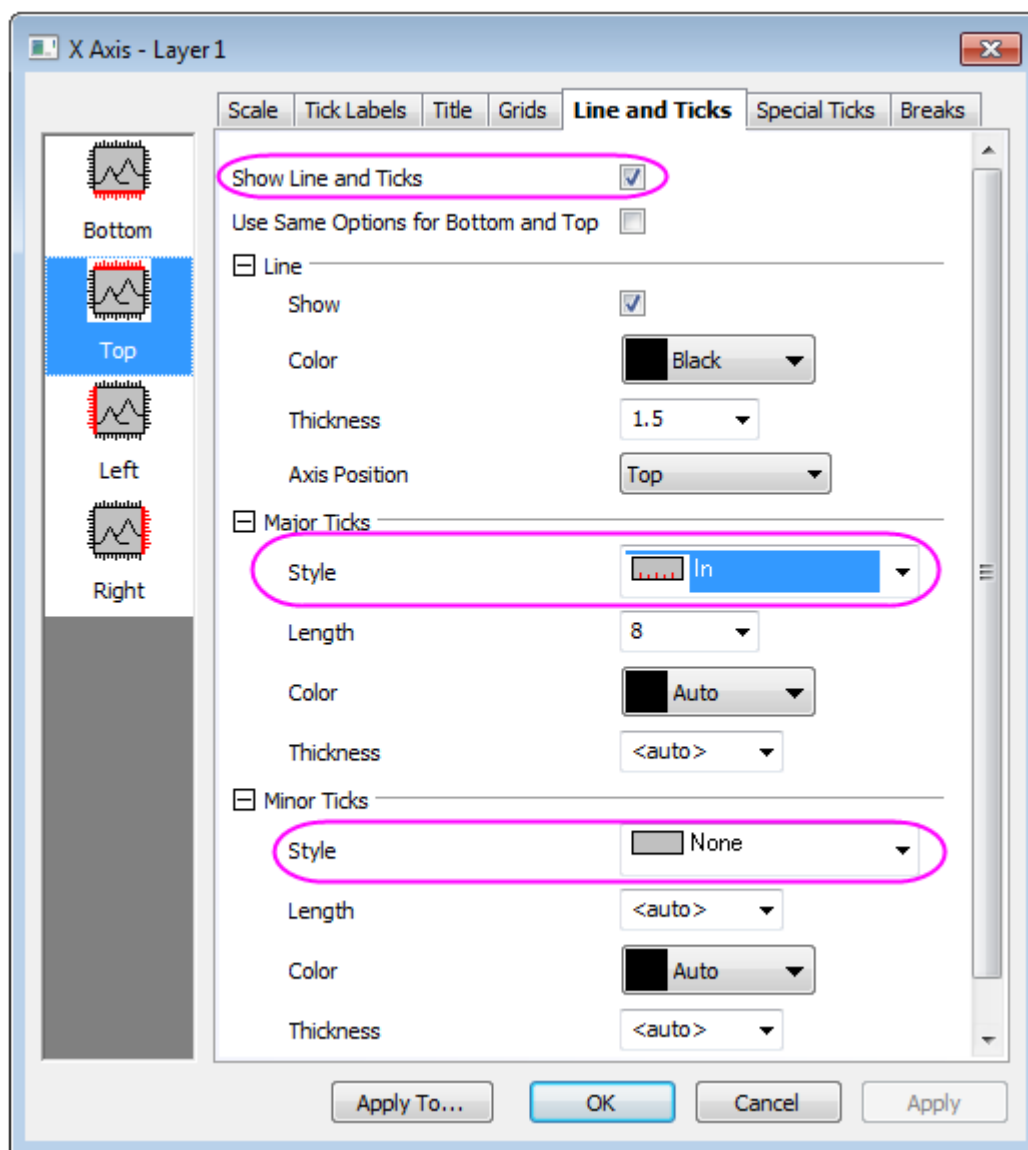 X Axis - Layer 1
Scale Tick Labels Title Grids Line and Ticks Special Ticks Breaks
Bottom
Top
Left
Right
Show Line and Ticks
Use Same Options for Bottom and Top
Line
Show
Color Black
Thickness 1.5
Axis Position Top
Major Ticks
Style In
Length 8
Color Auto
Thickness <auto>
Minor Ticks
Style None
Length <auto>
Color Auto
Thickness <auto>
Apply To... OK Cancel Apply